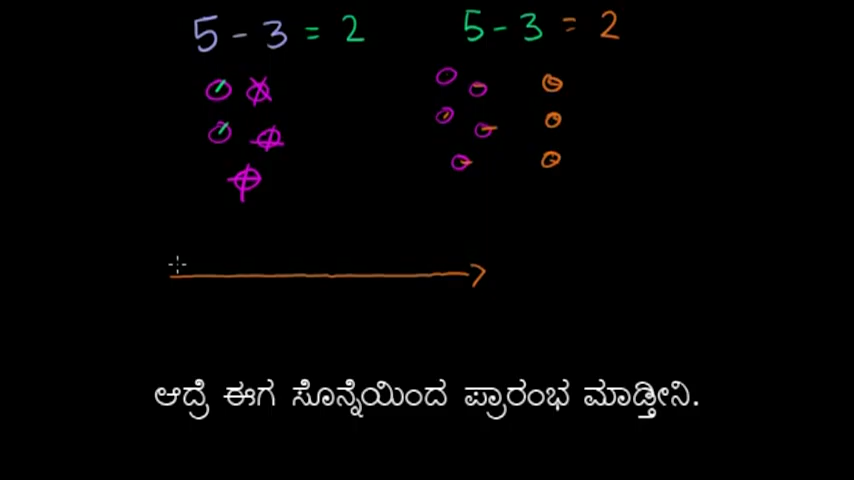 5 - 3 = 2 5 - 3 = 2
ಆದ್ರೆ ಈಗ ಸೊನ್ನೆಯಿಂದ ಪ್ರಾರಂಭ ಮಾಡ್ತೀನಿ.